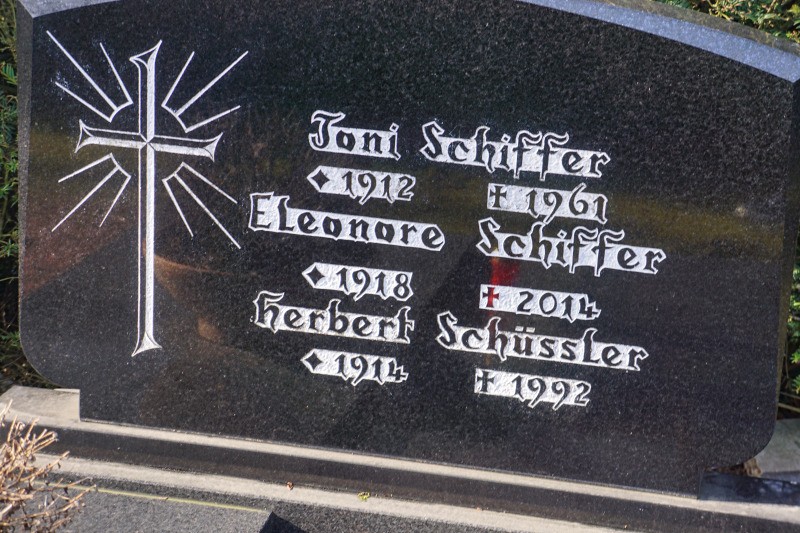 Toni Schiffer
1912 ✝ 1961
Eleonore Schiffer
1918 ✝ 2014
Herbert Schüssler
1914 ✝ 1992